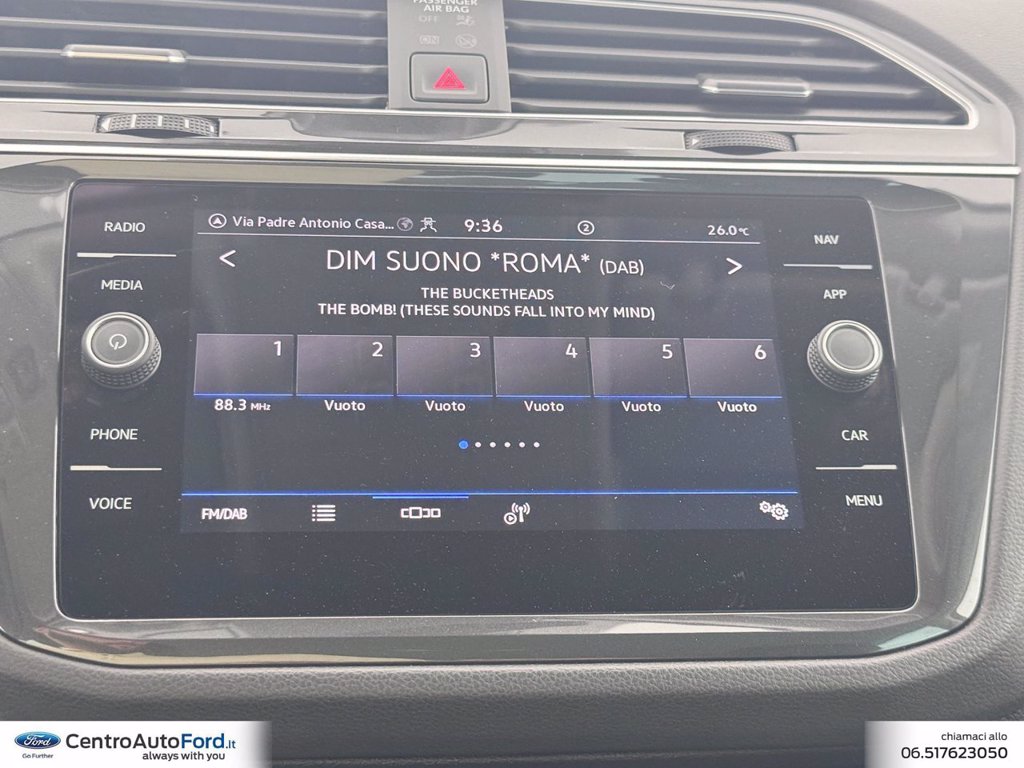 PASSENGER
AIR BAG
OFF
ON
RADIO
MEDIA
PHONE
VOICE
Via Padre Antonio Casa... 9:36 2 26.0°C
< DIM SUONO *ROMA* (DAB) >
THE BUCKETHEADS
THE BOMB! (THESE SOUNDS FALL INTO MY MIND)
1 2 3 4 5 6
88.3 MHz Vuoto Vuoto Vuoto Vuoto Vuoto
FM/DAB
NAV
APP
CAR
MENU
Ford
Go Further
CentroAutoFord.it
always with you
chiamaci allo
06.517623050